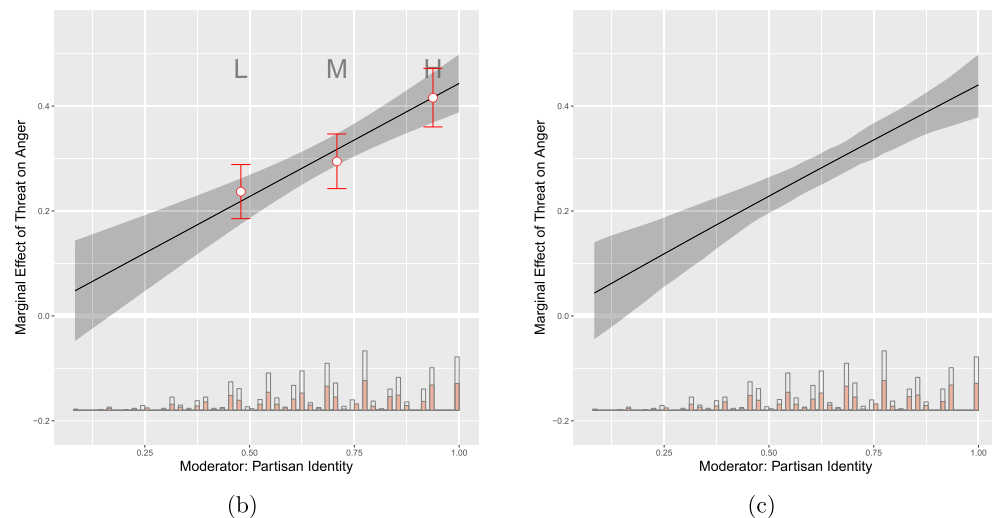 Marginal Effect of Threat on Anger
0.4
0.2
0.0
−0.2
L M H
0.25 0.50 0.75 1.00
Moderator: Partisan Identity
(b)
Marginal Effect of Threat on Anger
0.4
0.2
0.0
−0.2
0.25 0.50 0.75 1.00
Moderator: Partisan Identity
(c)